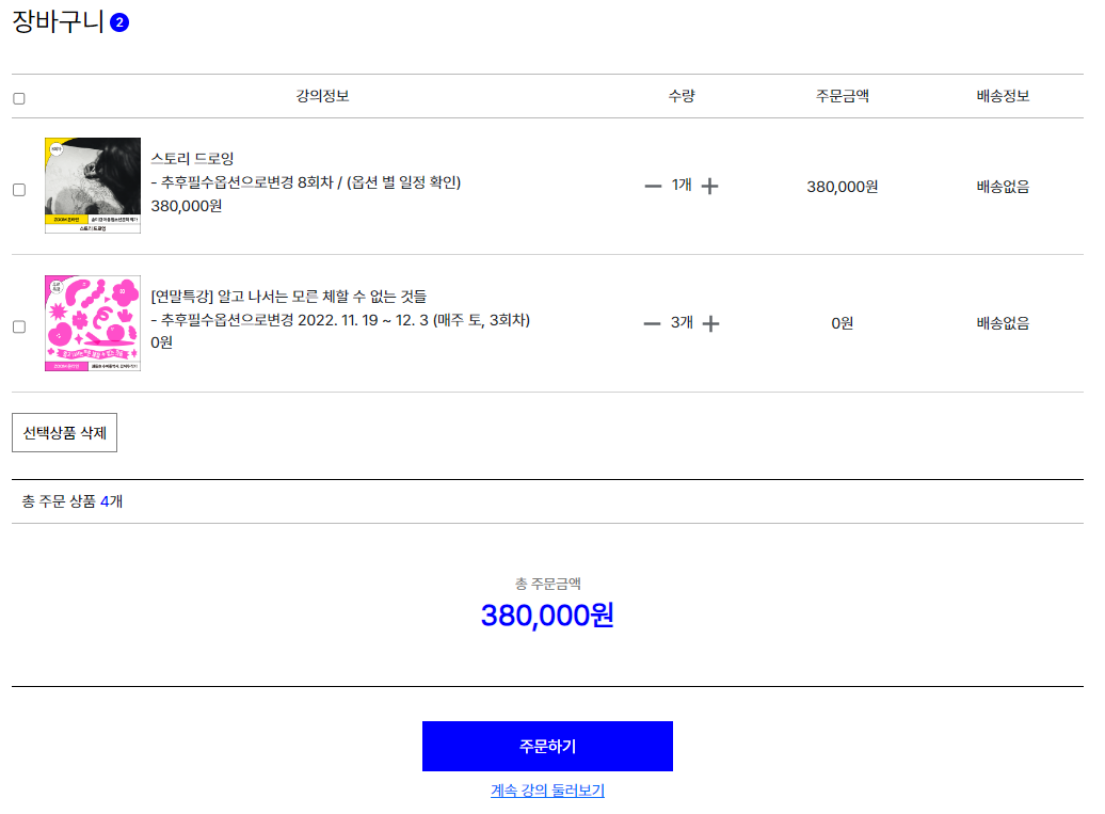 장바구니 2
강의정보 수량 주문금액 배송정보
스토리 드로잉
- 추후필수옵션으로변경 8회차 / (옵션 별 일정 확인)
380,000원
1개
380,000원
배송없음
스토리 드로잉
[연말특강] 알고 나서는 모른 체할 수 없는 것들
- 추후필수옵션으로변경 2022. 11. 19 ~ 12. 3 (매주 토, 3회차)
0원
3개
0원
배송없음
선택상품 삭제
총 주문 상품 4개
총 주문금액
380,000원
주문하기
계속 강의 둘러보기